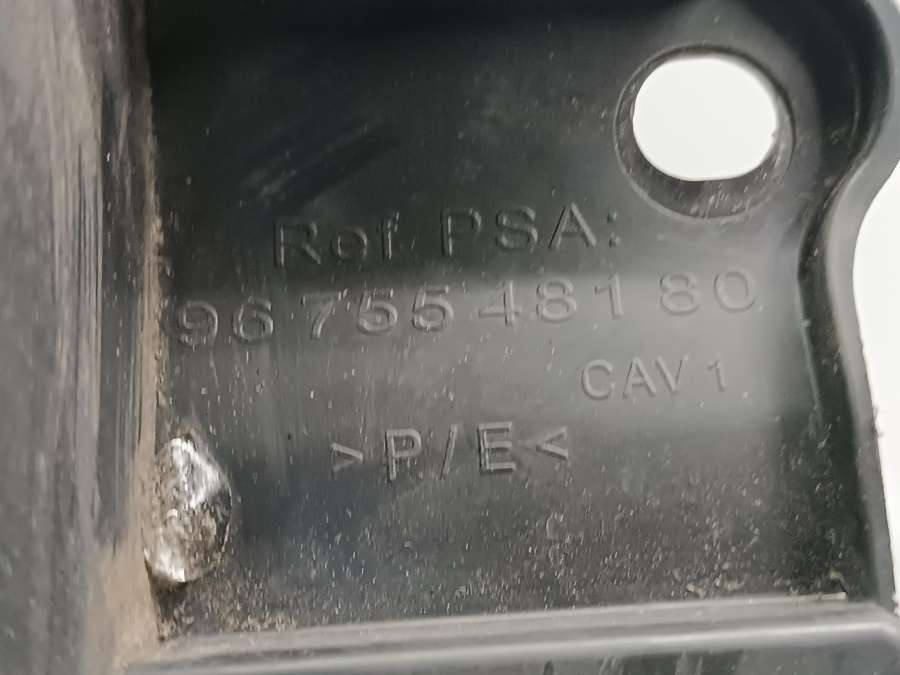 Ref. PSA:
96 755 481 80
CAV 1
>P/E<